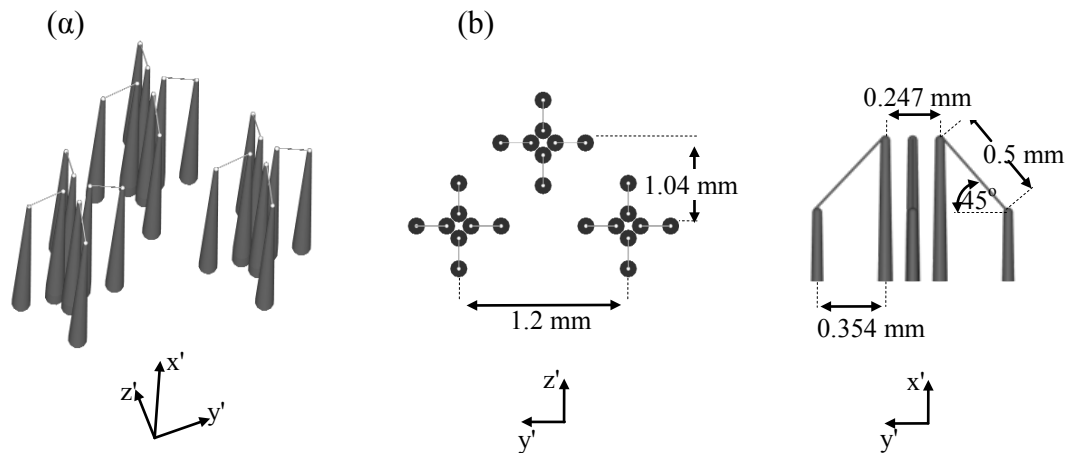 (α)
(b)
0.247 mm
0.5 mm
1.04 mm
45°
1.2 mm
0.354 mm
x'
z'
y'
z'
y'
x'
y'